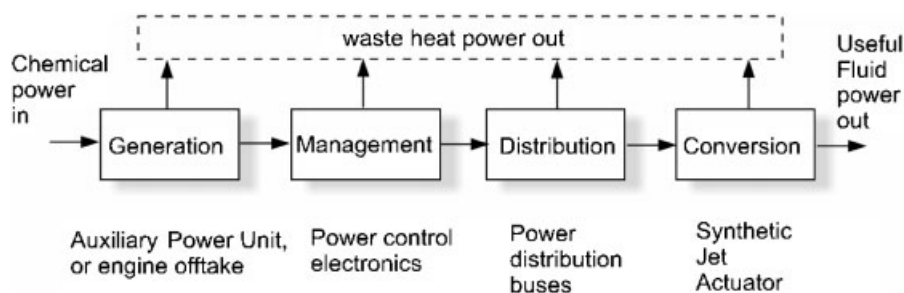 waste heat power out
Chemical
power
in
Useful
Fluid
power
out
Generation
Management
Distribution
Conversion
Auxiliary Power Unit,
or engine offtake
Power control
electronics
Power
distribution
buses
Synthetic
Jet
Actuator